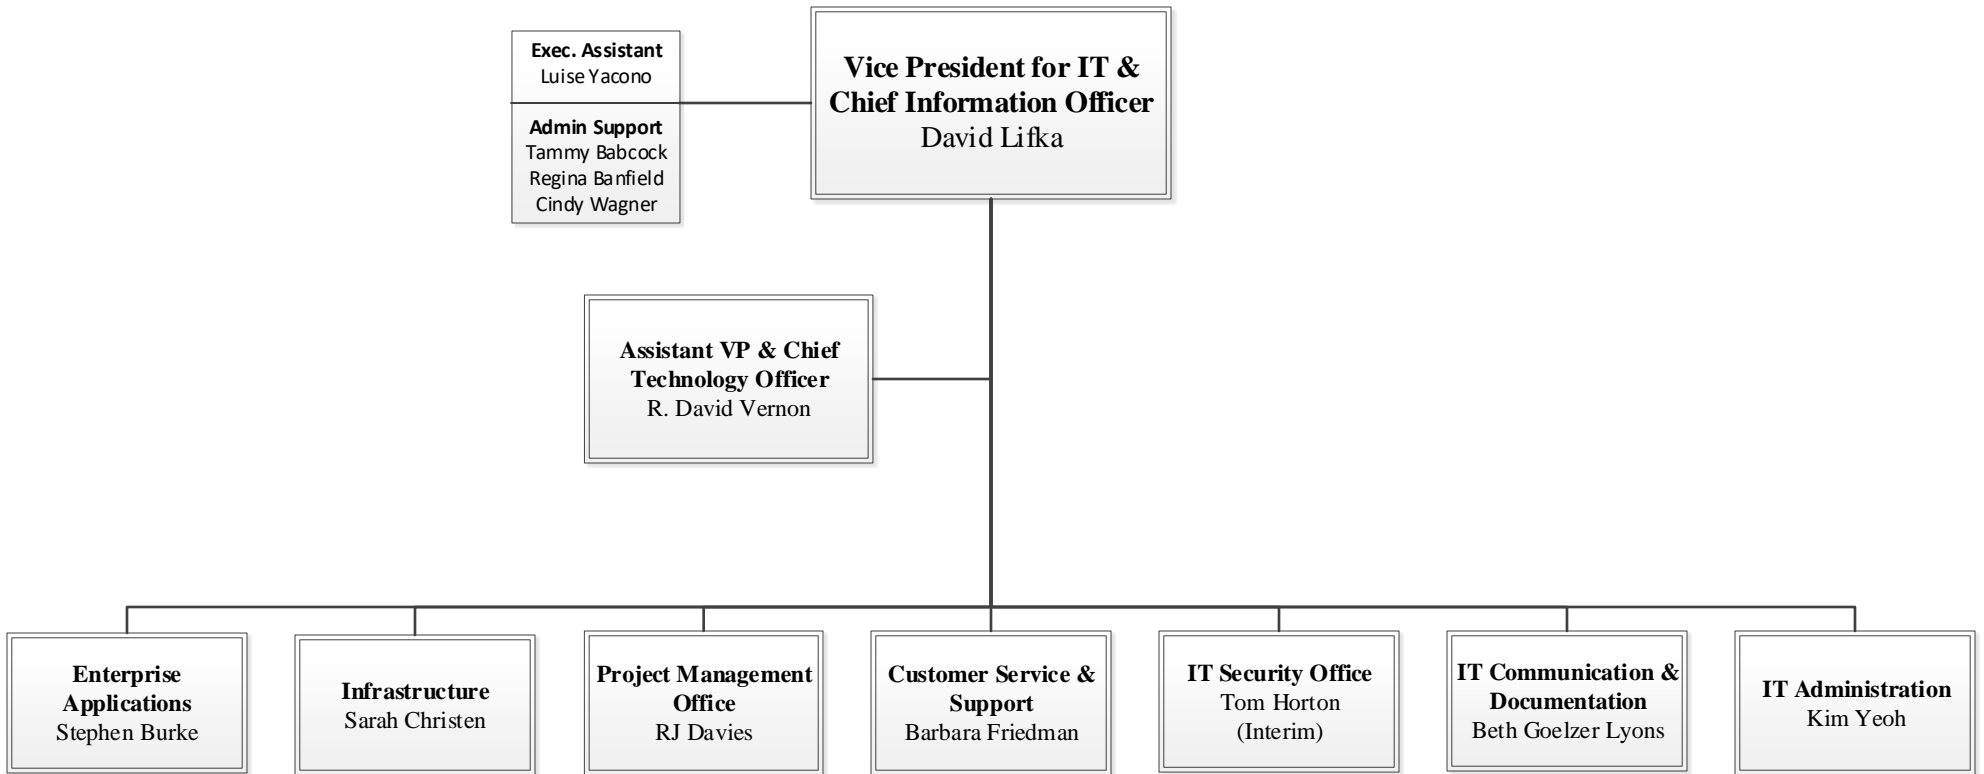 Exec. Assistant
Luise Yacono
Admin Support
Tammy Babcock
Regina Banfield
Cindy Wagner
Vice President for IT &
Chief Information Officer
David Lifka
Assistant VP & Chief
Technology Officer
R. David Vernon
Enterprise
Applications
Stephen Burke
Infrastructure
Sarah Christen
Project Management
Office
RJ Davies
Customer Service &
Support
Barbara Friedman
IT Security Office
Tom Horton
(Interim)
IT Communication &
Documentation
Beth Goelzer Lyons
IT Administration
Kim Yeoh